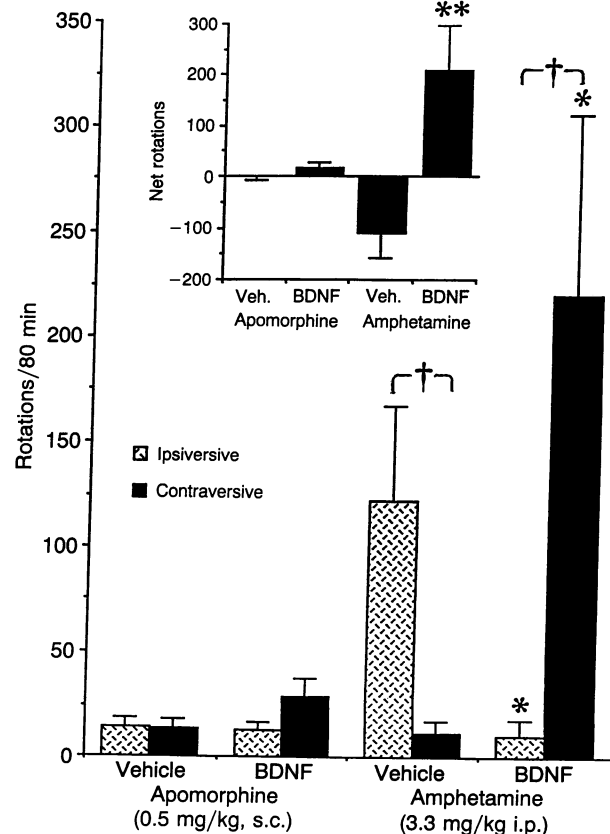 350
300
250
200
150
100
50
0
Rotations/80 min
300
200
100
0
−100
−200
Net rotations
**
Veh. BDNF Veh. BDNF
Apomorphine Amphetamine
†
*
†
Ipsiversive
Contraversive
*
Vehicle BDNF Vehicle BDNF
Apomorphine Amphetamine
(0.5 mg/kg, s.c.) (3.3 mg/kg i.p.)